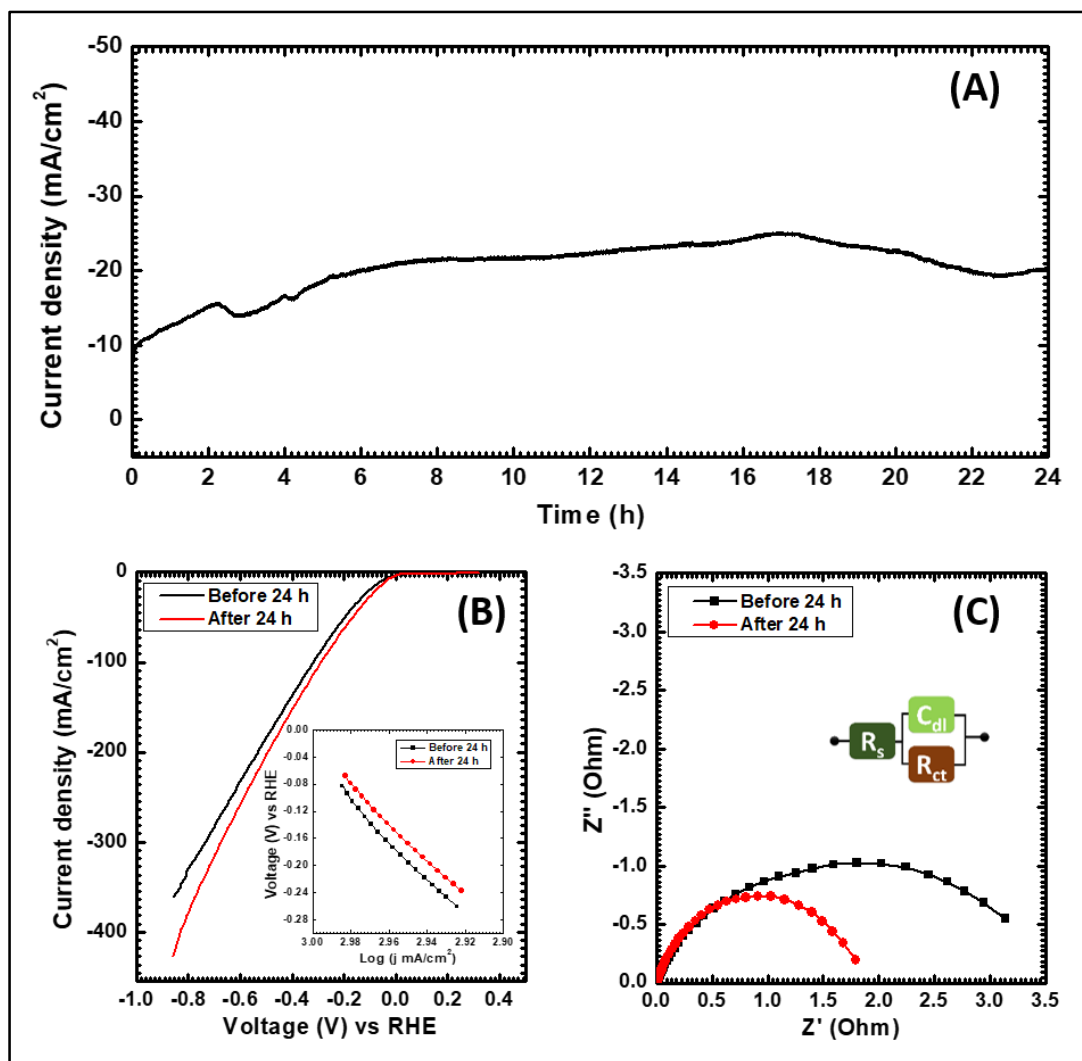 (A)
Current density (mA/cm²)
-50
-40
-30
-20
-10
0
0 2 4 6 8 10 12 14 16 18 20 22 24
Time (h)
(B)
Before 24 h
After 24 h
Current density (mA/cm²)
0
-100
-200
-300
-400
-1.0 -0.8 -0.6 -0.4 -0.2 0.0 0.2 0.4
Voltage (V) vs RHE
Before 24 h
After 24 h
Voltage (V) vs RHE
0.00
-0.04
-0.08
-0.12
-0.16
-0.20
-0.24
-0.28
3.00 2.98 2.96 2.94 2.92 2.90
Log (j mA/cm²)
(C)
Before 24 h
After 24 h
Z'' (Ohm)
-3.5
-3.0
-2.5
-2.0
-1.5
-1.0
-0.5
0.0
0.0 0.5 1.0 1.5 2.0 2.5 3.0 3.5
Z' (Ohm)
Rs
Cdl
Rct